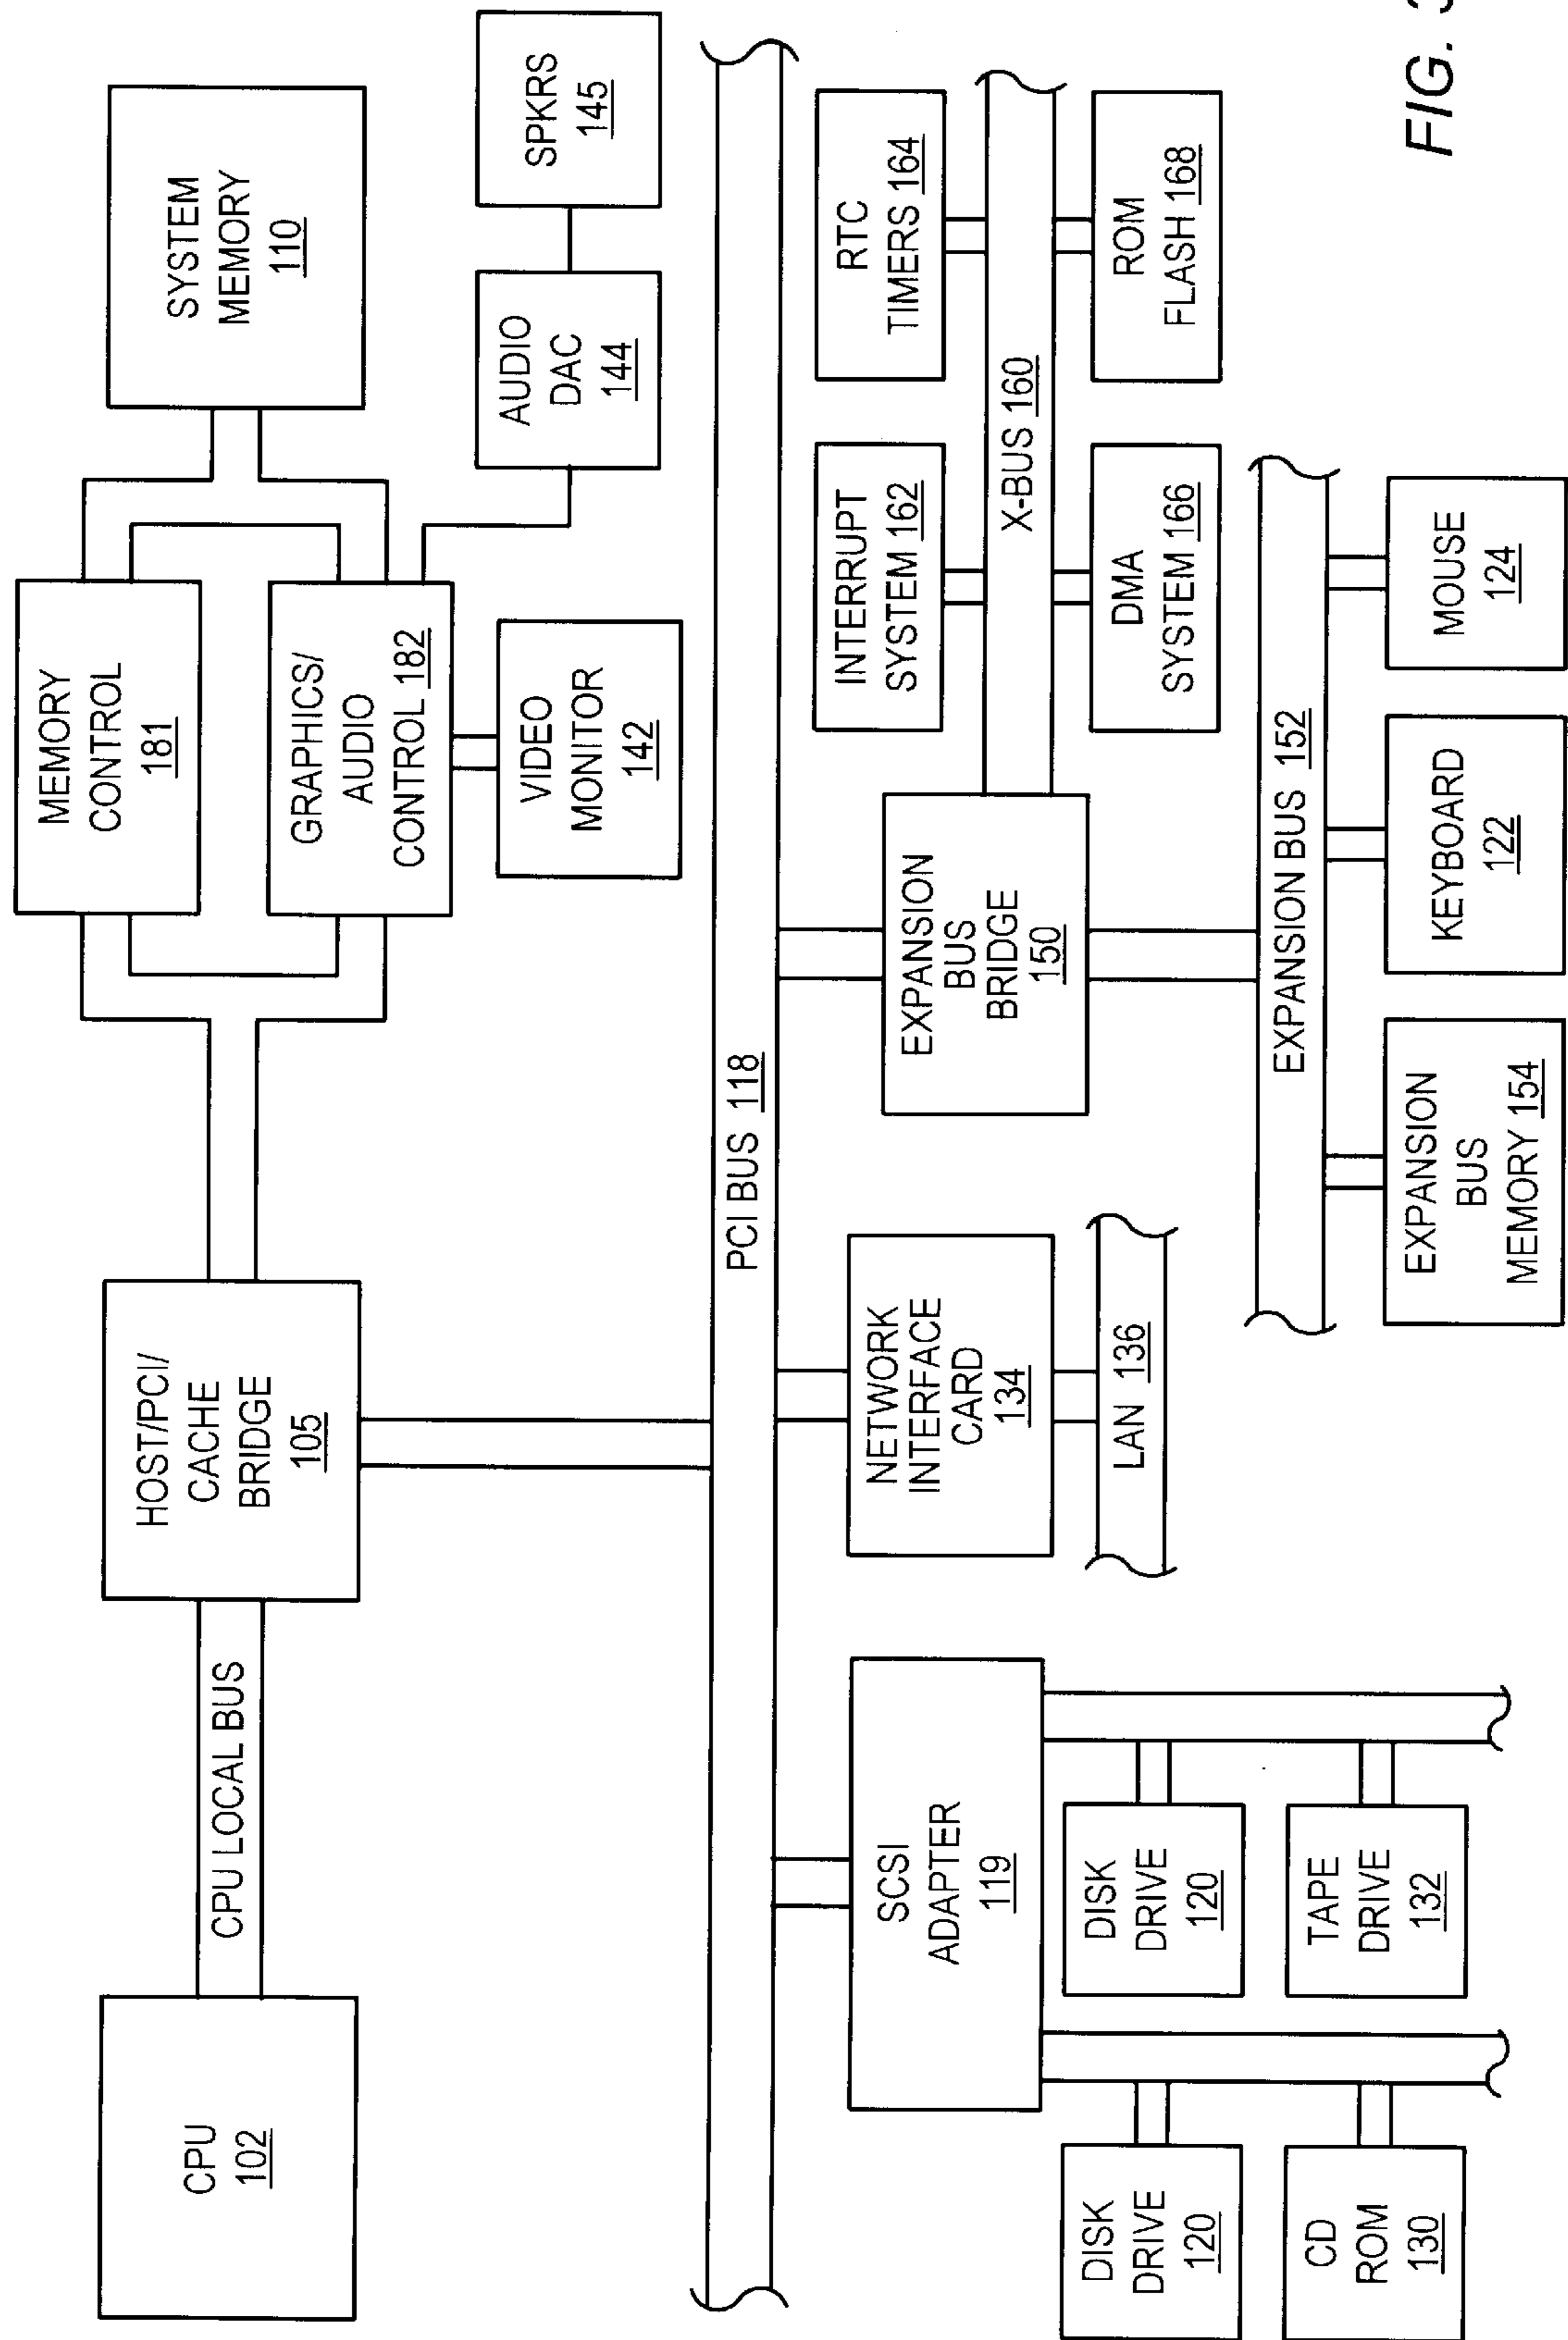 CPU
102
CPU LOCAL BUS
HOST/PCI/
CACHE
BRIDGE
105
MEMORY
CONTROL
181
GRAPHICS/
AUDIO
CONTROL 182
SYSTEM
MEMORY
110
VIDEO
MONITOR
142
AUDIO
DAC
144
SPKRS
145
PCI BUS 118
SCSI
ADAPTER
119
DISK
DRIVE
120
CD
ROM
130
DISK
DRIVE
120
TAPE
DRIVE
132
NETWORK
INTERFACE
CARD
134
LAN 136
EXPANSION
BUS
BRIDGE
150
INTERRUPT
SYSTEM 162
RTC
TIMERS 164
X-BUS 160
DMA
SYSTEM 166
ROM
FLASH 168
EXPANSION BUS 152
EXPANSION
BUS
MEMORY 154
KEYBOARD
122
MOUSE
124
FIG.